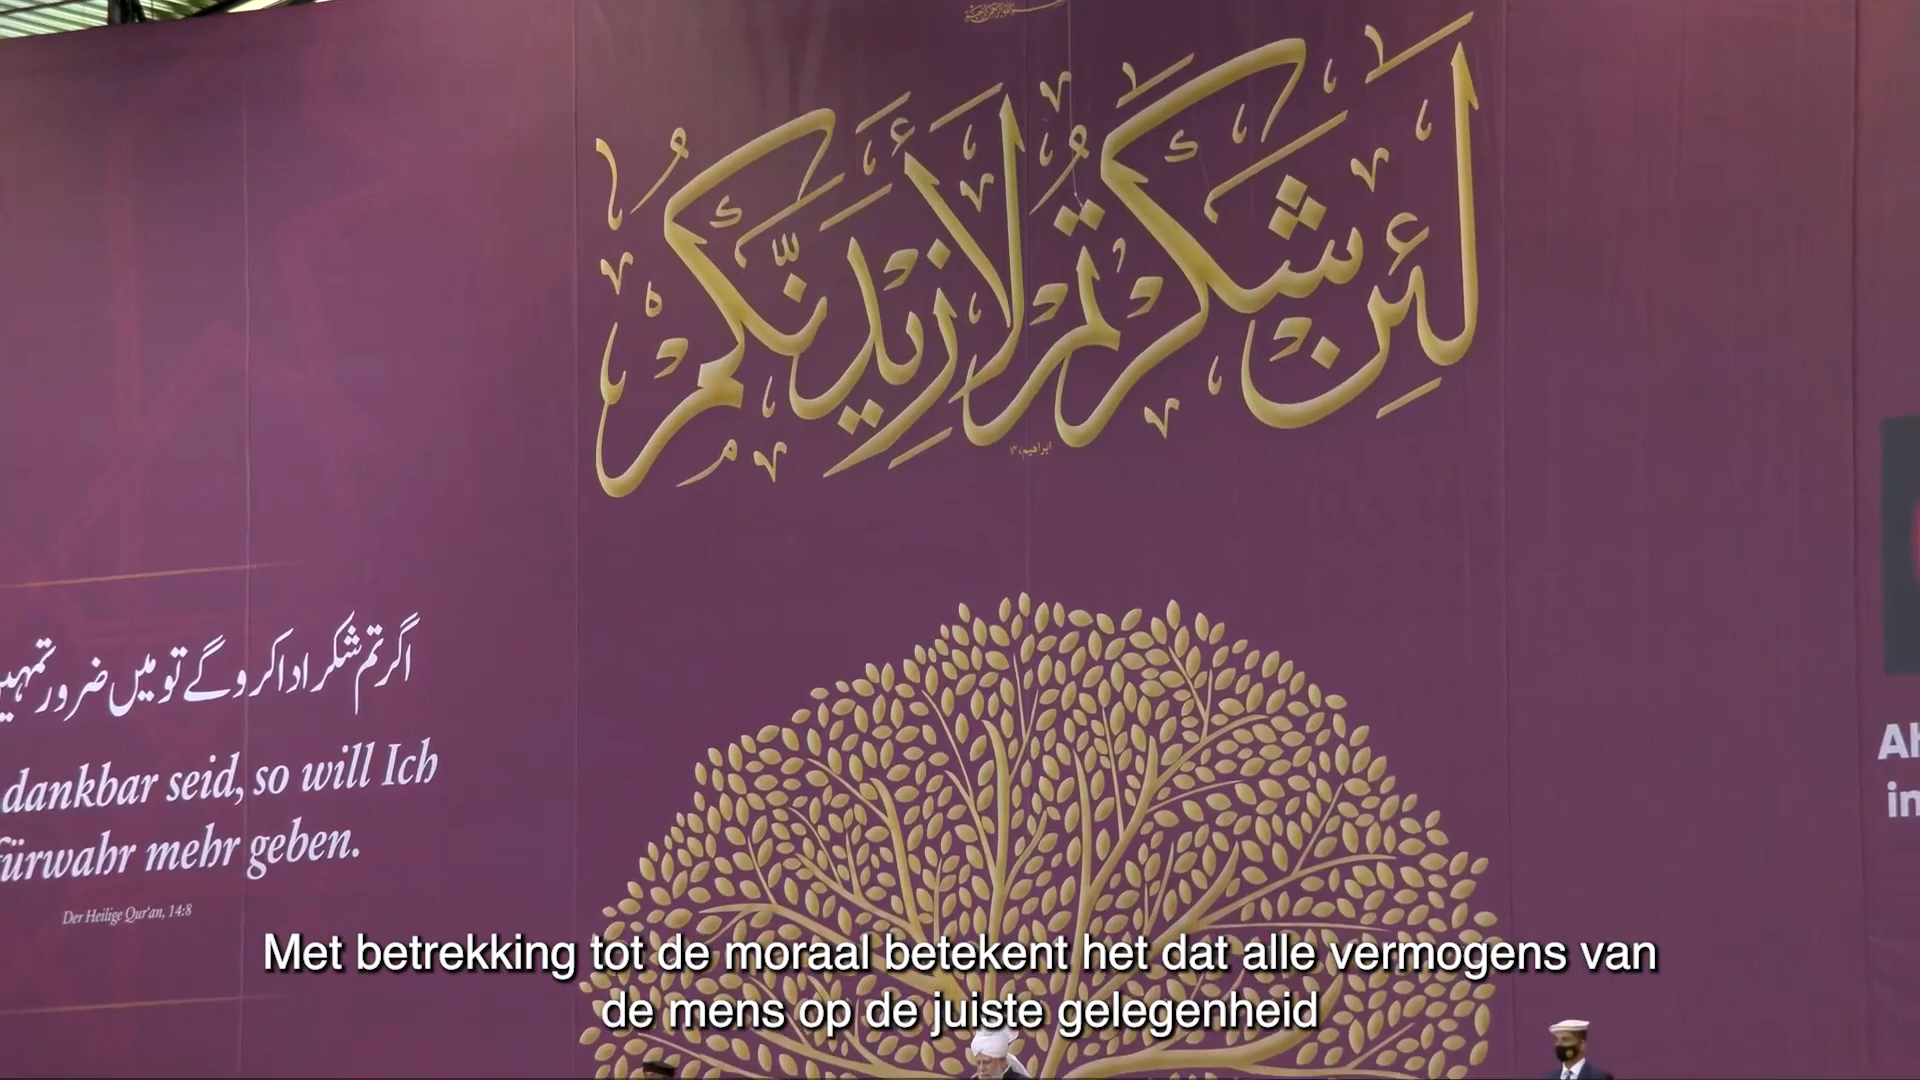 لَئِنْ شَكَرْتُمْ لَأَزِيدَنَّكُمْ
ابراهيم،
اگر تم شکر ادا کرو گے تو میں ضرور تمہیں
dankbar seid, so will Ich
fürwahr mehr geben.
Der Heilige Qur'an, 14:8
Met betrekking tot de moraal betekent het dat alle vermogens van
de mens op de juiste gelegenheid